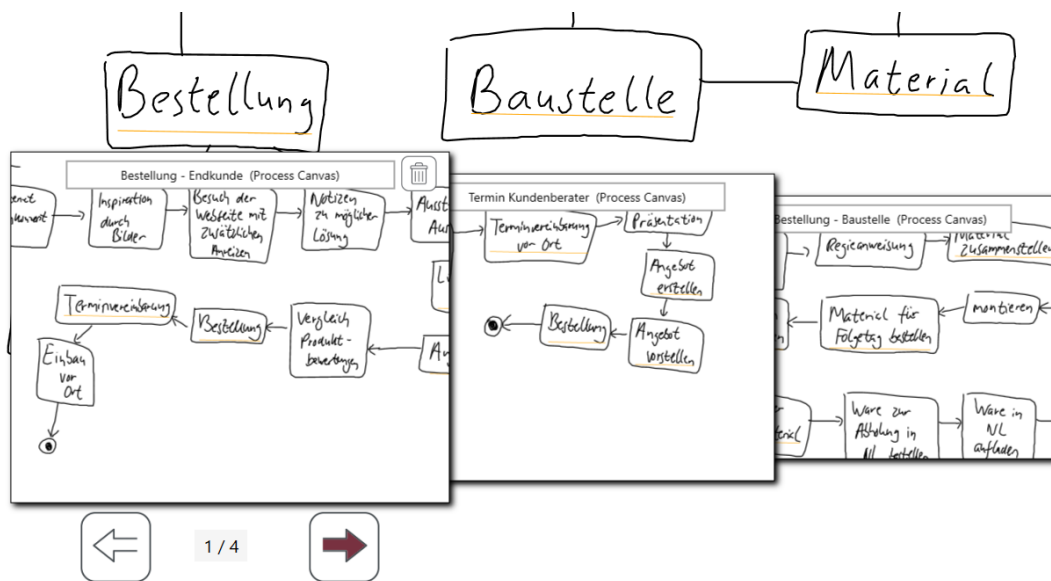 Bestellung
Baustelle
Material
Bestellung - Endkunde (Process Canvas)
Inspiration
durch
Bilder
Besuch der
Webseite mit
zusätzlichen
Anreizen
Notizen
zu möglicher
Lösung
Terminvereinbarung
Bestellung
Vergleich
Produkt-
bewertungen
Einbau
vor
Ort
Termin Kundenberater (Process Canvas)
Terminvereinbarung
vor Ort
Präsentation
Angebot
erstellen
Bestellung
Angebot
vorstellen
Bestellung - Baustelle (Process Canvas)
Regieanweisung
Material
zusammenstellen
Material für
Folgetag bestellen
montieren
Ware zur
Abholung in
NL bestellen
Ware in
NL
aufladen
1 / 4